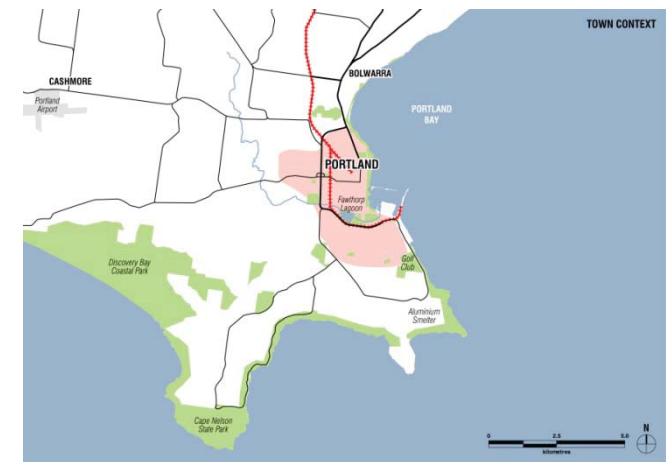 TOWN CONTEXT
BOLWARRA
CASHMORE
Portland
Airport
PORTLAND
BAY
PORTLAND
Fawthorp
Lagoon
Discovery Bay
Coastal Park
Golf
Club
Aluminium
Smelter
Cape Nelson
State Park
N
0
2.5
5.0
kilometres